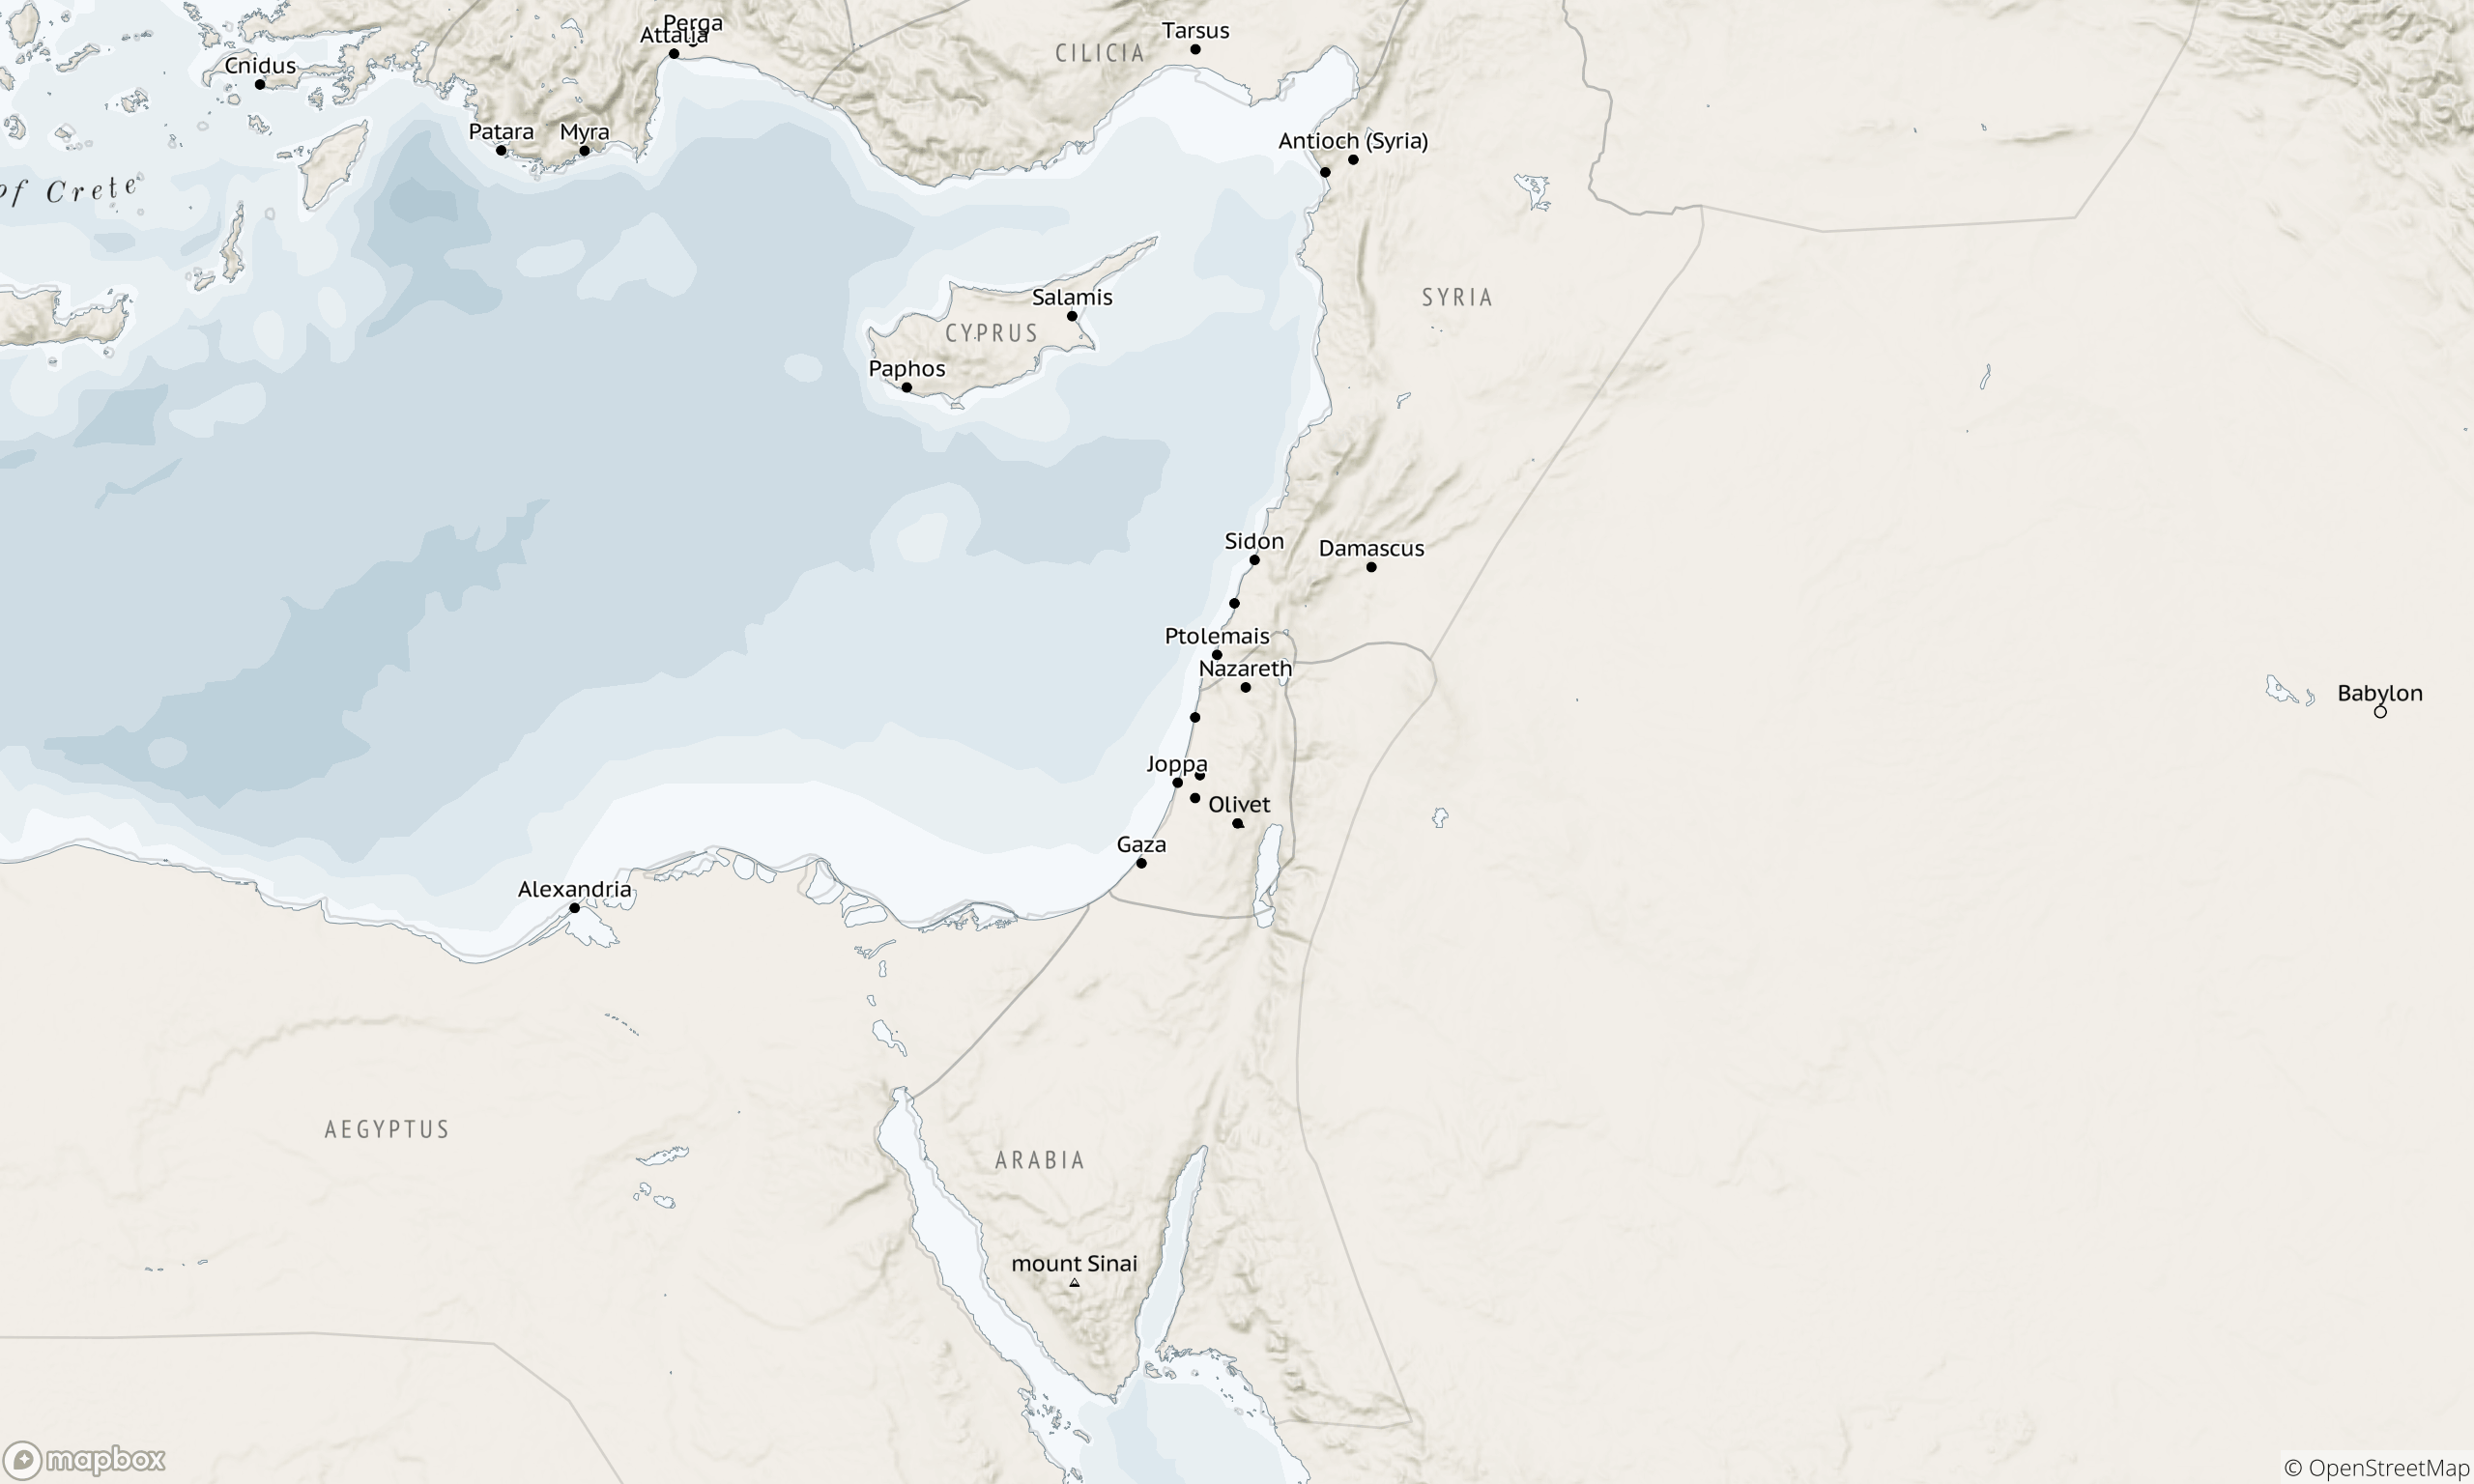 Perga
Attalia
Tarsus
CILICIA
Cnidus
Patara
Myra
Antioch (Syria)
of Crete
Salamis
SYRIA
CYPRUS
Paphos
Sidon
Damascus
Ptolemais
Nazareth
Babylon
Joppa
Olivet
Gaza
Alexandria
AEGYPTUS
ARABIA
mount Sinai
mapbox
© OpenStreetMap